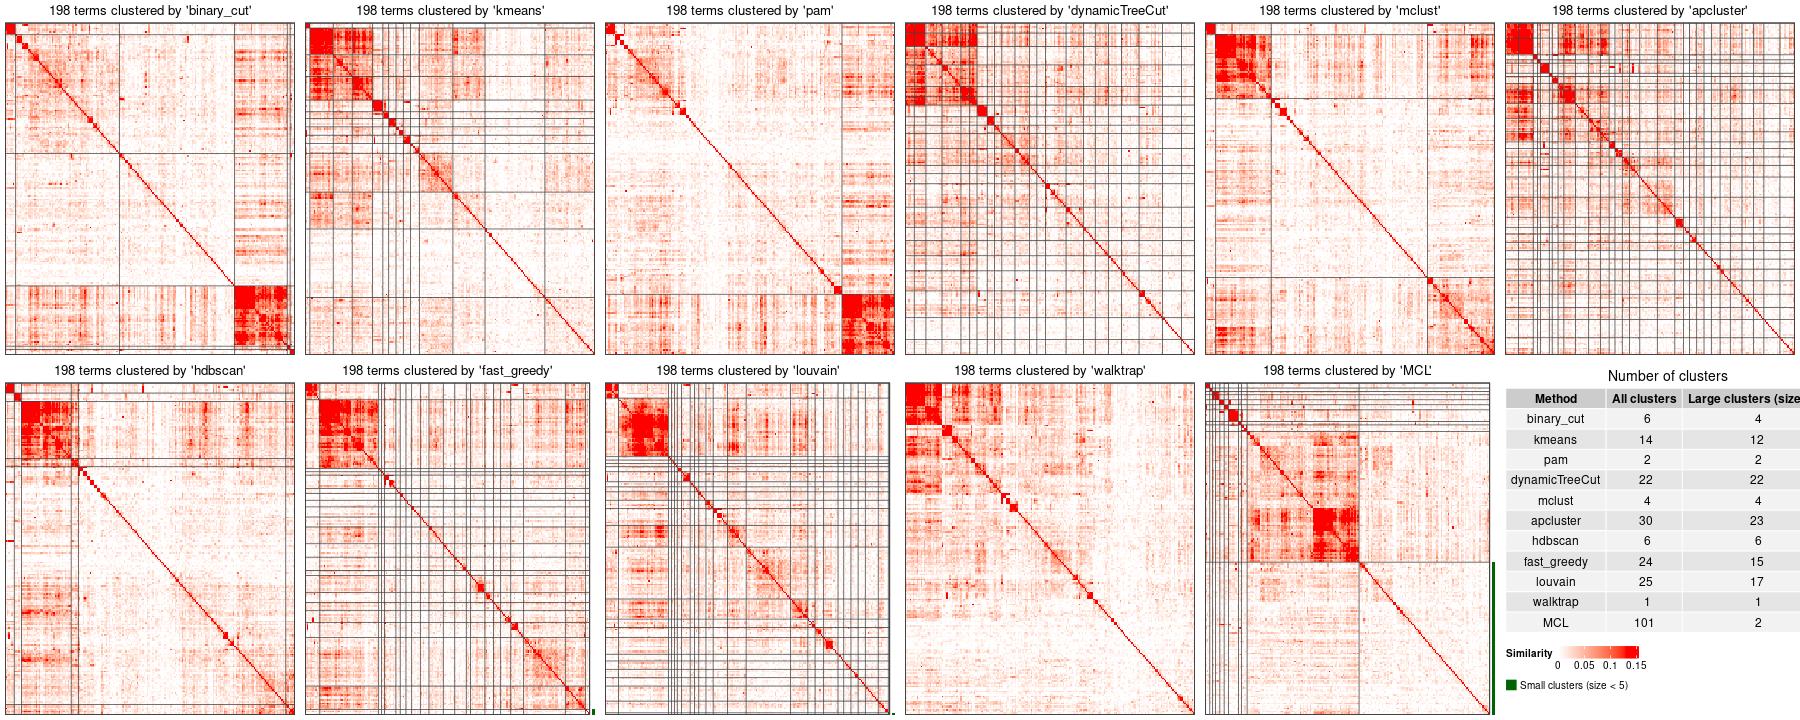 198 terms clustered by 'binary_cut'
198 terms clustered by 'kmeans'
198 terms clustered by 'pam'
198 terms clustered by 'dynamicTreeCut'
198 terms clustered by 'mclust'
198 terms clustered by 'apcluster'
198 terms clustered by 'hdbscan'
198 terms clustered by 'fast_greedy'
198 terms clustered by 'louvain'
198 terms clustered by 'walktrap'
198 terms clustered by 'MCL'
Number of clusters
Method All clusters Large clusters (size
binary_cut 6 4
kmeans 14 12
pam 2 2
dynamicTreeCut 22 22
mclust 4 4
apcluster 30 23
hdbscan 6 6
fast_greedy 24 15
louvain 25 17
walktrap 1 1
MCL 101 2
Similarity
0 0.05 0.1 0.15
Small clusters (size < 5)